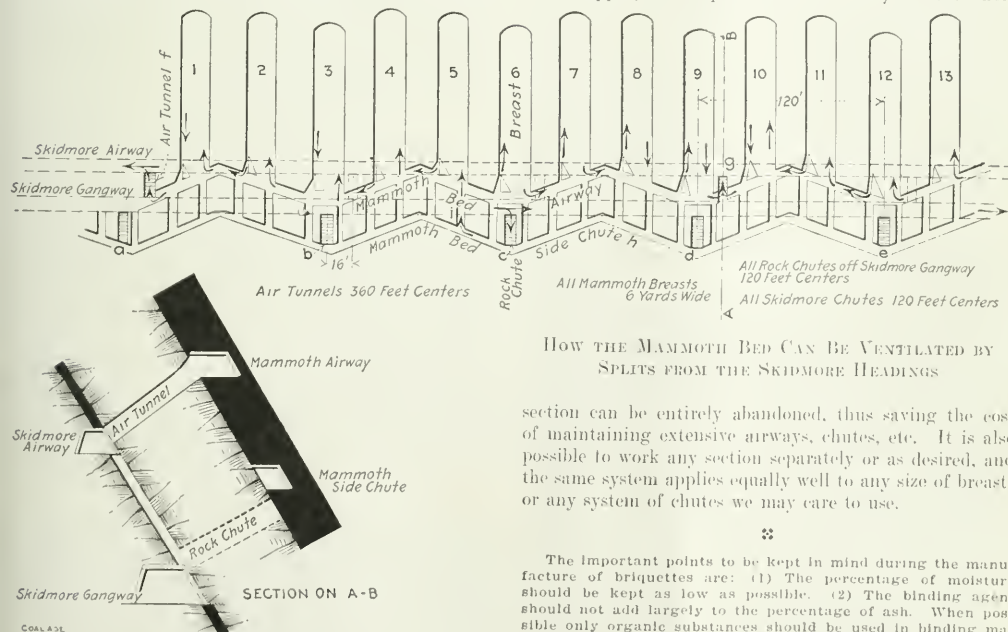 Air Tunnel f
1
2
3
4
5
Breast 6
7
8
9
10
11
12
13
B
120'
g
Skidmore Airway
Skidmore Gangway
Mammoth Bed Airway
Mammoth Bed Side Chute h
i
a
b
c
d
e
16'
Rock Chute
A
Air Tunnels 360 Feet Centers
All Mammoth Breasts
6 Yards Wide
All Rock Chutes off Skidmore Gangway
120 Feet Centers
All Skidmore Chutes 120 Feet Centers
Mammoth Airway
Air Tunnel
Skidmore
Airway
Mammoth
Side Chute
Rock Chute
Skidmore Gangway
SECTION ON A-B
COAL AGE
How the Mammoth Bed Can Be Ventilated by
Splits from the Skidmore Headings
section can be entirely abandoned, thus saving the cos
of maintaining extensive airways, chutes, etc. It is als
possible to work any section separately or as desired, an
the same system applies equally well to any size of breast
or any system of chutes we may care to use.
The important points to be kept in mind during the manu
facture of briquettes are: (1) The percentage of moistur
should be kept as low as possible. (2) The binding agen
should not add largely to the percentage of ash. When pos
sible only organic substances should be used in binding ma